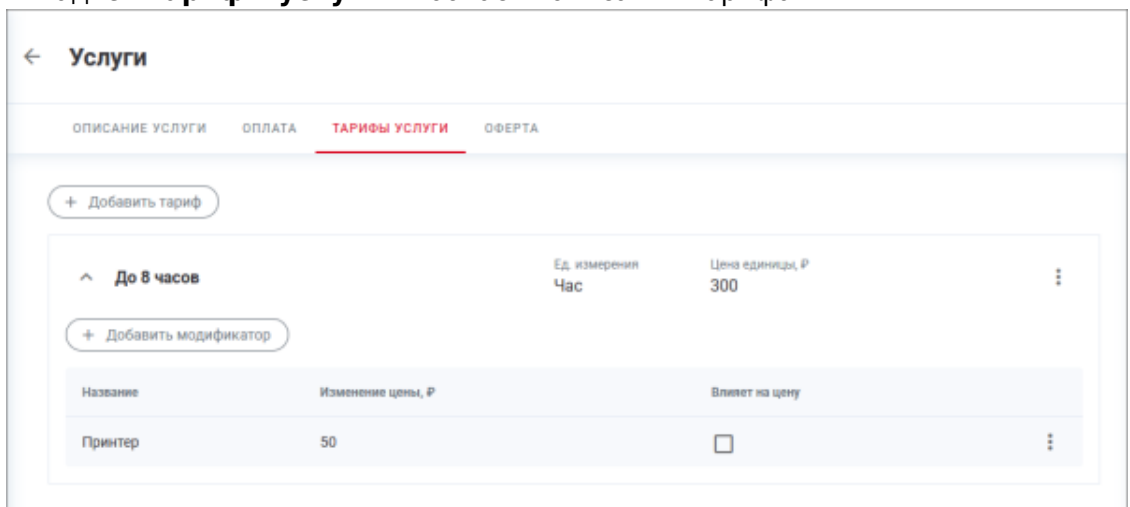 Услуги
ОПИСАНИЕ УСЛУГИ ОПЛАТА ТАРИФЫ УСЛУГИ ОФЕРТА
+ Добавить тариф
До 8 часов Ед. измерения Час Цена единицы, ₽ 300
+ Добавить модификатор
Название Изменение цены, ₽ Влияет на цену
Принтер 50